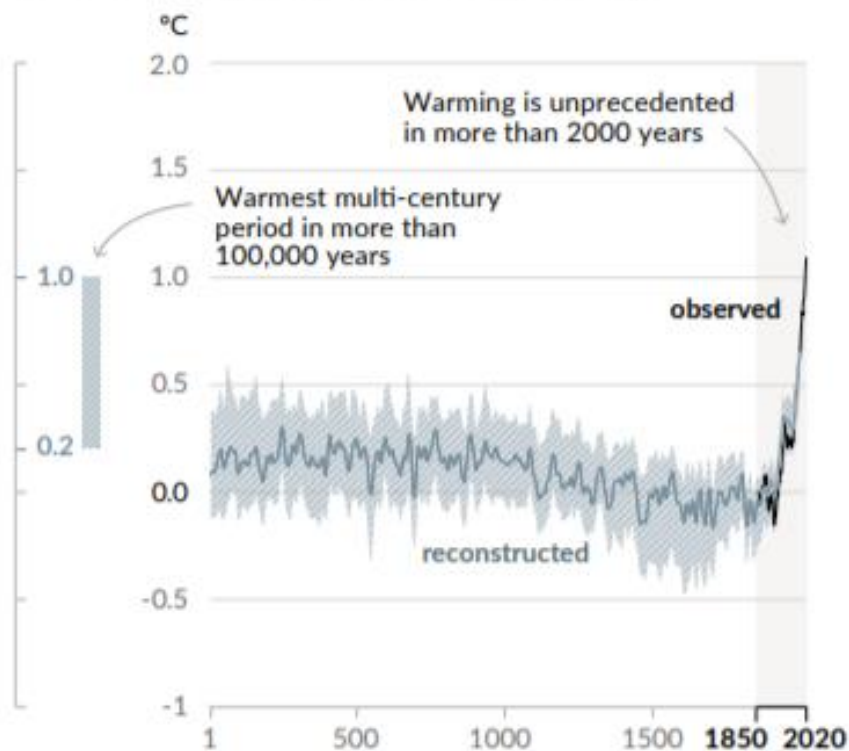 °C
2.0
Warming is unprecedented
in more than 2000 years
1.5
Warmest multi-century
period in more than
100,000 years
1.0
1.0
observed
0.5
0.2
0.0
reconstructed
-0.5
-1
1 500 1000 1500 1850 2020